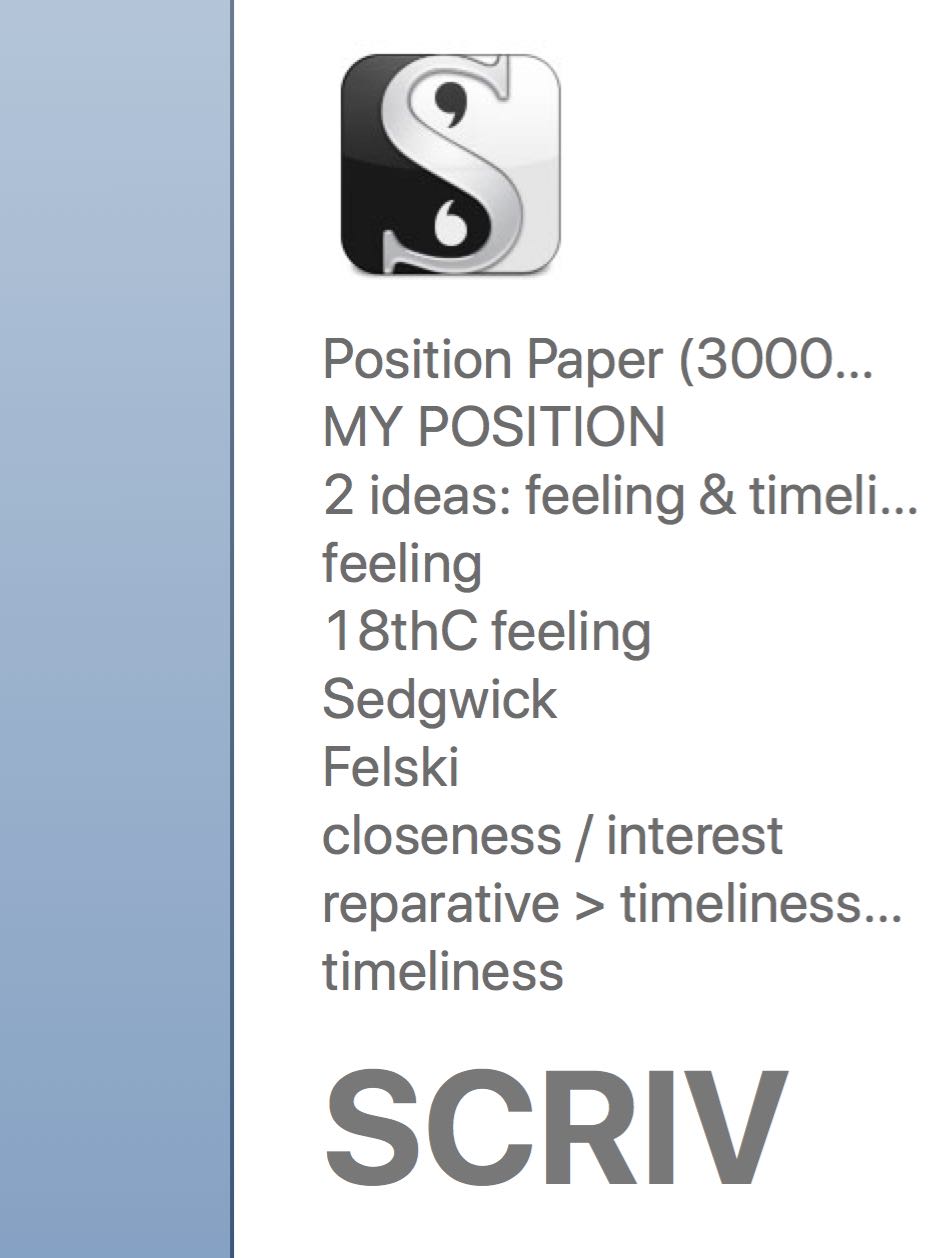 Position Paper (3000...
MY POSITION
2 ideas: feeling & timeli...
feeling
18thC feeling
Sedgwick
Felski
closeness / interest
reparative > timeliness...
timeliness
SCRIV